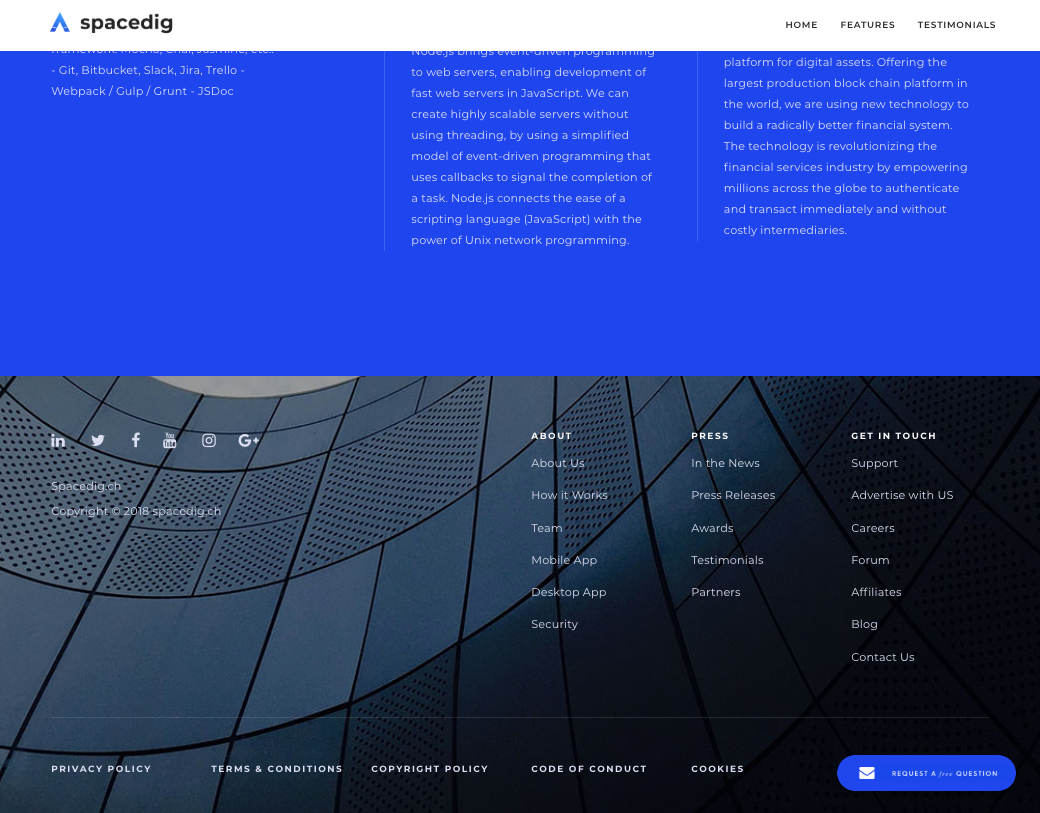 spacedig
HOME FEATURES TESTIMONIALS
framework: Mocha, Chai, Jasmine, etc..
- Git, Bitbucket, Slack, Jira, Trello -
Webpack / Gulp / Grunt - JSDoc
Node.js brings event-driven programming
to web servers, enabling development of
fast web servers in JavaScript. We can
create highly scalable servers without
using threading, by using a simplified
model of event-driven programming that
uses callbacks to signal the completion of
a task. Node.js connects the ease of a
scripting language (JavaScript) with the
power of Unix network programming.
platform for digital assets. Offering the
largest production block chain platform in
the world, we are using new technology to
build a radically better financial system.
The technology is revolutionizing the
financial services industry by empowering
millions across the globe to authenticate
and transact immediately and without
costly intermediaries.
Spacedig.ch
Copyright © 2018 spacedig.ch
ABOUT
About Us
How it Works
Team
Mobile App
Desktop App
Security
PRESS
In the News
Press Releases
Awards
Testimonials
Partners
GET IN TOUCH
Support
Advertise with US
Careers
Forum
Affiliates
Blog
Contact Us
PRIVACY POLICY TERMS & CONDITIONS COPYRIGHT POLICY CODE OF CONDUCT COOKIES
REQUEST A free QUESTION